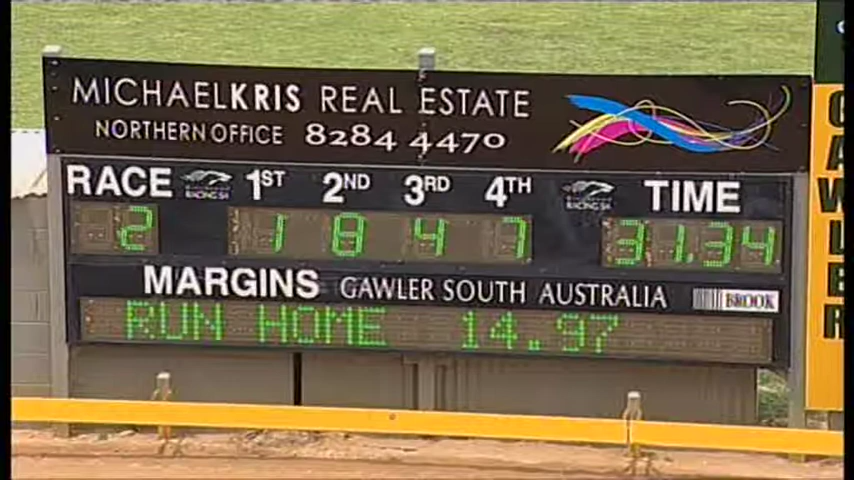 MICHAELKRIS REAL ESTATE
NORTHERN OFFICE 8284 4470
RACE 1ST 2ND 3RD 4TH TIME
2 1 8 4 7 31.34
MARGINS GAWLER SOUTH AUSTRALIA BROOK
RUN HOME 14.97
GAWLER